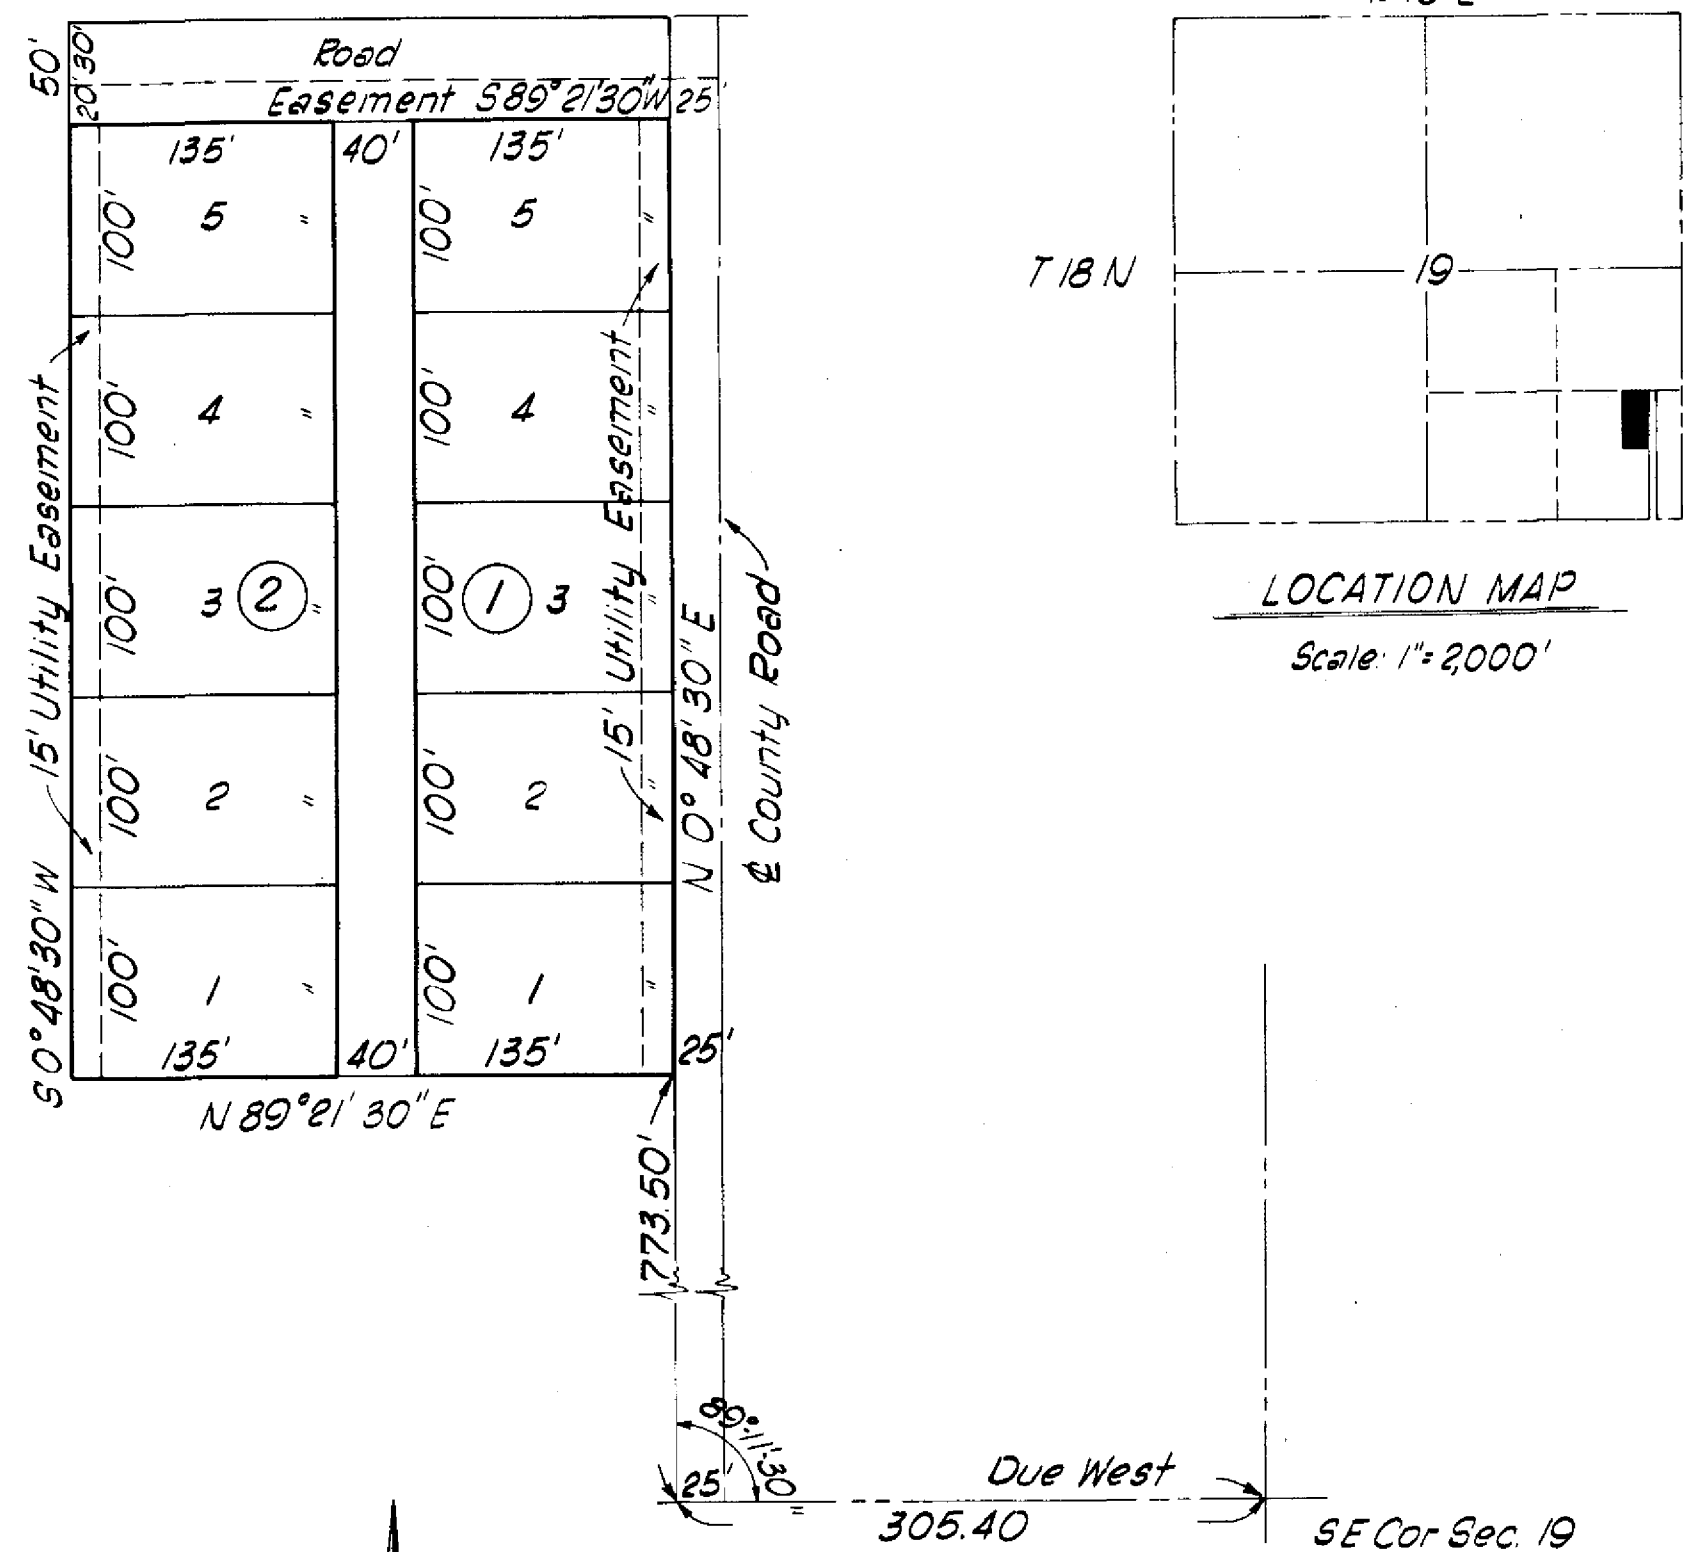 50'
20' 30'
Road
Easement S 89° 21' 30" W 25'
135' 40' 135'
100' 5 " 100' 5 "
100' 4 " 100' 4 "
100' 3 2 " 100' 1 3 "
100' 2 " 100' 2 "
100' 1 " 100' 1 "
135' 40' 135' 25'
N 89° 21' 30" E
S 0° 48' 30" W
15' Utility Easement
15' Utility Easement
N 0° 48' 30" E
℄ County Road
773.50'
89°-11'-30"
25'
Due West
305.40
SE Cor Sec. 19
T 18 N
19
LOCATION MAP
Scale: 1"= 2,000'